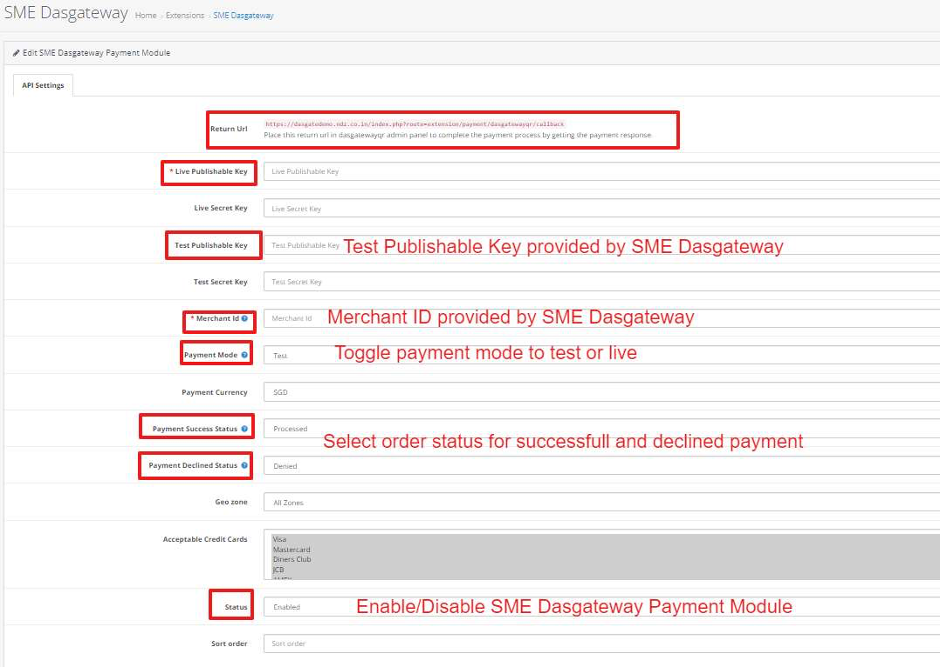 SME Dasgateway Home Extensions SME Dasgateway
Edit SME Dasgateway Payment Module
API Settings
Return Url
https://dasgatedemo.ndz.co.in/index.php?route=extension/payment/dasgatewayqr/callback
Place this return url in dasgatewayqr admin panel to complete the payment process by getting the payment response.
* Live Publishable Key Live Publishable Key
Live Secret Key Live Secret Key
Test Publishable Key Test Publishable Key Test Publishable Key provided by SME Dasgateway
Test Secret Key Test Secret Key
* Merchant Id Merchant Id Merchant ID provided by SME Dasgateway
Payment Mode Test Toggle payment mode to test or live
Payment Currency SGD
Payment Success Status Processed
Select order status for successfull and declined payment
Payment Declined Status Denied
Geo zone All Zones
Acceptable Credit Cards Visa
Mastercard
Diners Club
JCB
Status Enabled Enable/Disable SME Dasgateway Payment Module
Sort order Sort order